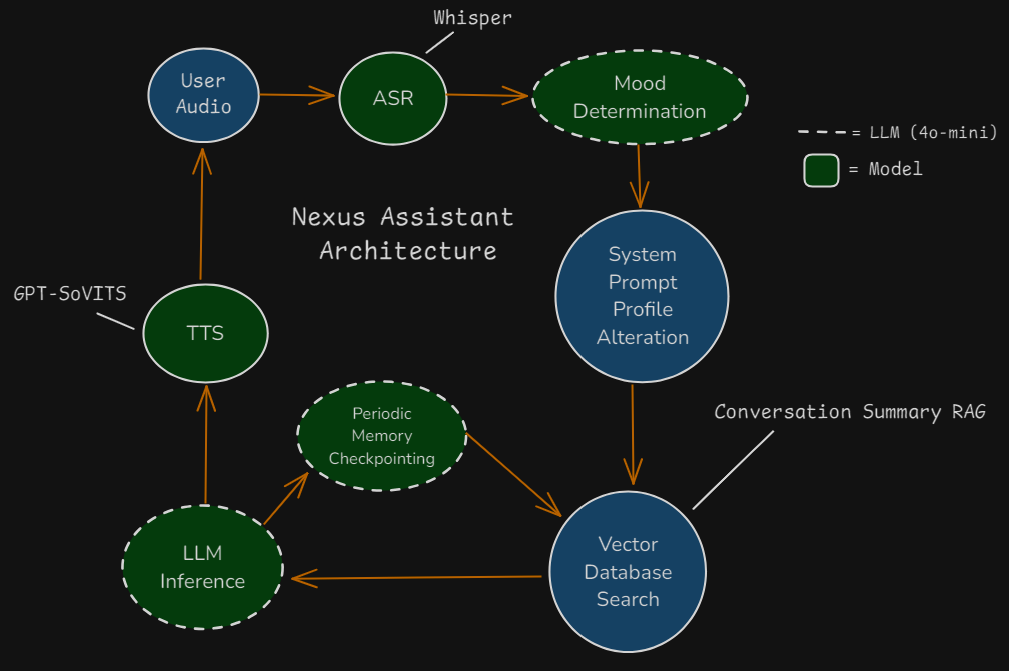 Whisper
User
Audio
ASR
Mood
Determination
= LLM (4o-mini)
= Model
Nexus Assistant
Architecture
System
Prompt
Profile
Alteration
GPT-SoVITS
TTS
Periodic
Memory
Checkpointing
Conversation Summary RAG
LLM
Inference
Vector
Database
Search